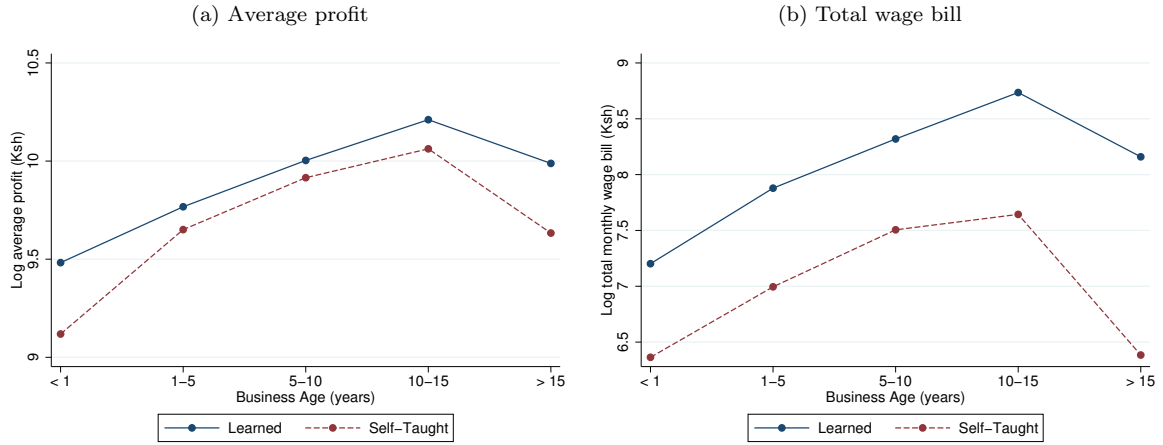 (a) Average profit
Log average profit (Ksh)
10.5
10
9.5
9
< 1
1−5
5−10
10−15
> 15
Business Age (years)
Learned
Self−Taught
(b) Total wage bill
Log total monthly wage bill (Ksh)
9
8.5
8
7.5
7
6.5
< 1
1−5
5−10
10−15
> 15
Business Age (years)
Learned
Self−Taught